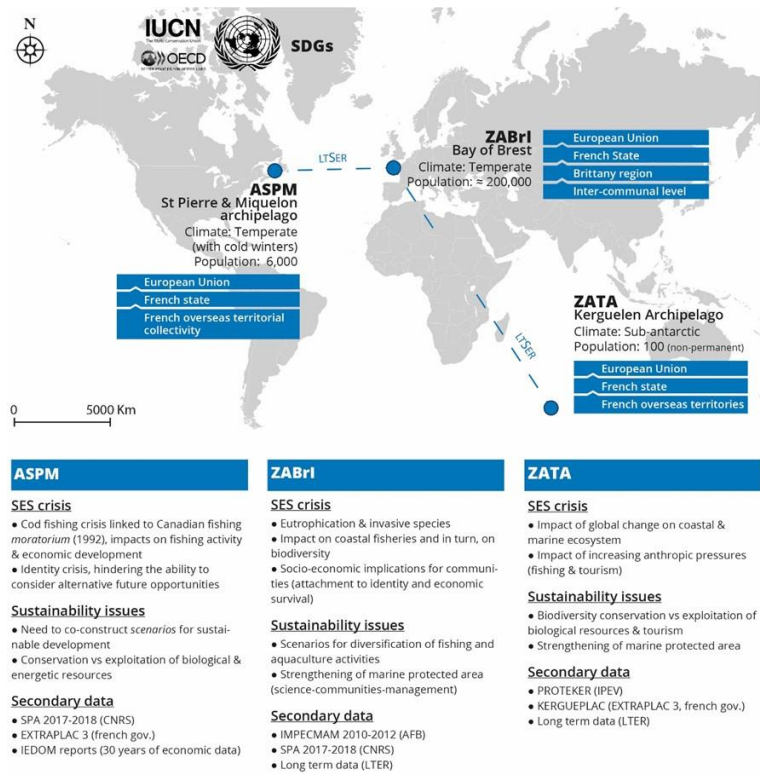 N
IUCN
The World Conservation Union
OECD
SDGs
LTSER
ZABrI
Bay of Brest
Climate: Temperate
Population: ≈ 200,000
European Union
French State
Brittany region
Inter-communal level
ASPM
St Pierre & Miquelon
archipelago
Climate: Temperate
(with cold winters)
Population: 6,000
European Union
French state
French overseas territorial
collectivity
LTSER
ZATA
Kerguelen Archipelago
Climate: Sub-antarctic
Population: 100 (non-permanent)
European Union
French state
French overseas territories
0 5000 Km
ASPM
SES crisis
● Cod fishing crisis linked to Canadian fishing
moratorium (1992), impacts on fishing activity
& economic development
● Identity crisis, hindering the ability to
consider alternative future opportunities
Sustainability issues
● Need to co-construct scenarios for sustai-
nable development
● Conservation vs exploitation of biological &
energetic resources
Secondary data
● SPA 2017-2018 (CNRS)
● EXTRAPLAC 3 (french gov.)
● IEDOM reports (30 years of economic data)
ZABrI
SES crisis
● Eutrophication & invasive species
● Impact on coastal fisheries and in turn, on
biodiversity
● Socio-economic implications for communi-
ties (attachment to identity and economic
survival)
Sustainability issues
● Scenarios for diversification of fishing and
aquaculture activities
● Strengthening of marine protected area
(science-communities-management)
Secondary data
● IMPECMAM 2010-2012 (AFB)
● SPA 2017-2018 (CNRS)
● Long term data (LTER)
ZATA
SES crisis
● Impact of global change on coastal &
marine ecosystem
● Impact of increasing anthropic pressures
(fishing & tourism)
Sustainability issues
● Biodiversity conservation vs exploitation of
biological resources & tourism
● Strengthening of marine protected area
Secondary data
● PROTEKER (IPEV)
● KERGUEPLAC (EXTRAPLAC 3, french gov.)
● Long term data (LTER)